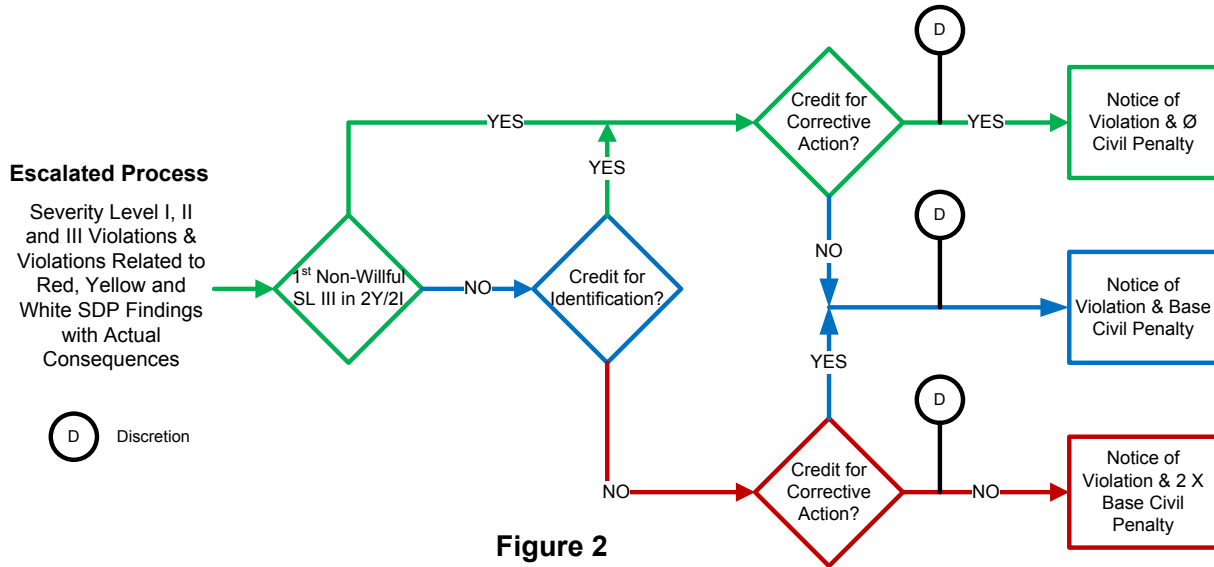 Escalated Process
Severity Level I, II
and III Violations &
Violations Related to
Red, Yellow and
White SDP Findings
with Actual
Consequences
D
Discretion
1st Non-Willful
SL III in 2Y/2I
YES
NO
Credit for
Identification?
YES
NO
Credit for
Corrective
Action?
D
YES
Notice of
Violation & Ø
Civil Penalty
NO
D
Notice of
Violation & Base
Civil Penalty
YES
Credit for
Corrective
Action?
D
NO
Notice of
Violation & 2 X
Base Civil
Penalty
Figure 2